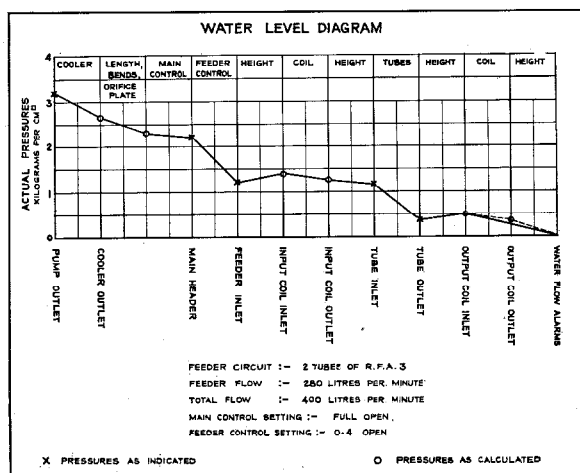 WATER LEVEL DIAGRAM
COOLER
LENGTH, BENDS, ORIFICE PLATE
MAIN CONTROL
FEEDER CONTROL
HEIGHT
COIL
HEIGHT
TUBES
HEIGHT
COIL
HEIGHT
ACTUAL PRESSURES
KILOGRAMS PER CM□
4
3
2
1
0
PUMP OUTLET
COOLER OUTLET
MAIN HEADER
FEEDER INLET
INPUT COIL INLET
INPUT COIL OUTLET
TUBE INLET
TUBE OUTLET
OUTPUT COIL INLET
OUTPUT COIL OUTLET
WATER FLOW ALARMS
FEEDER CIRCUIT :- 2 TUBES OF R.F.A. 3
FEEDER FLOW :- 280 LITRES PER MINUTE
TOTAL FLOW :- 400 LITRES PER MINUTE
MAIN CONTROL SETTING :- FULL OPEN.
FEEDER CONTROL SETTING :- 0-4 OPEN
X PRESSURES AS INDICATED
O PRESSURES AS CALCULATED